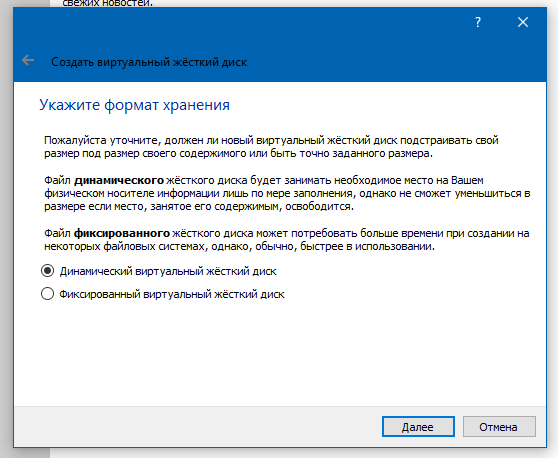 свежих новостей.
?
Создать виртуальный жёсткий диск
Укажите формат хранения
Пожалуйста уточните, должен ли новый виртуальный жёсткий диск подстраивать свой
размер под размер своего содержимого или быть точно заданного размера.
Файл динамического жёсткого диска будет занимать необходимое место на Вашем
физическом носителе информации лишь по мере заполнения, однако не сможет уменьшиться в
размере если место, занятое его содержимым, освободится.
Файл фиксированного жёсткого диска может потребовать больше времени при создании на
некоторых файловых системах, однако, обычно, быстрее в использовании.
Динамический виртуальный жёсткий диск
Фиксированный виртуальный жёсткий диск
Далее
Отмена